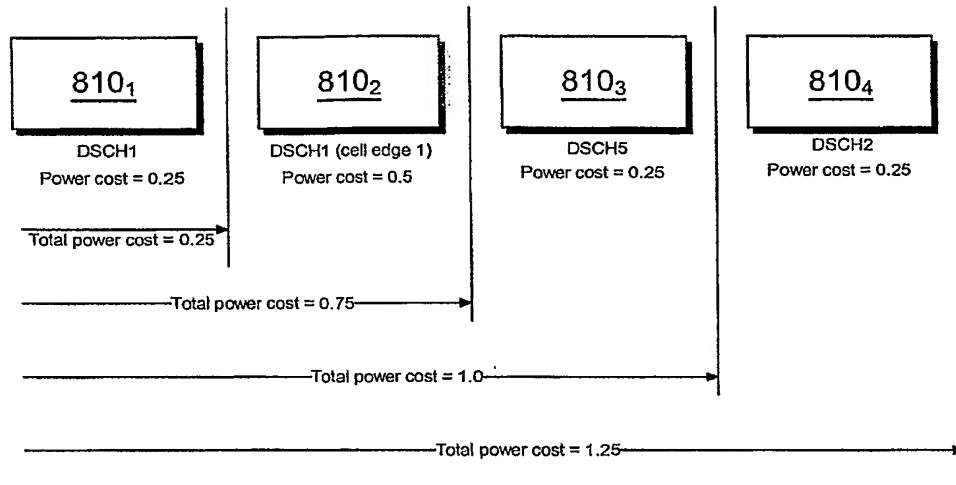 810₁
810₂
810₃
810₄
DSCH1
DSCH1 (cell edge 1)
DSCH5
DSCH2
Power cost = 0.25
Power cost = 0.5
Power cost = 0.25
Power cost = 0.25
Total power cost = 0.25
Total power cost = 0.75
Total power cost = 1.0
Total power cost = 1.25